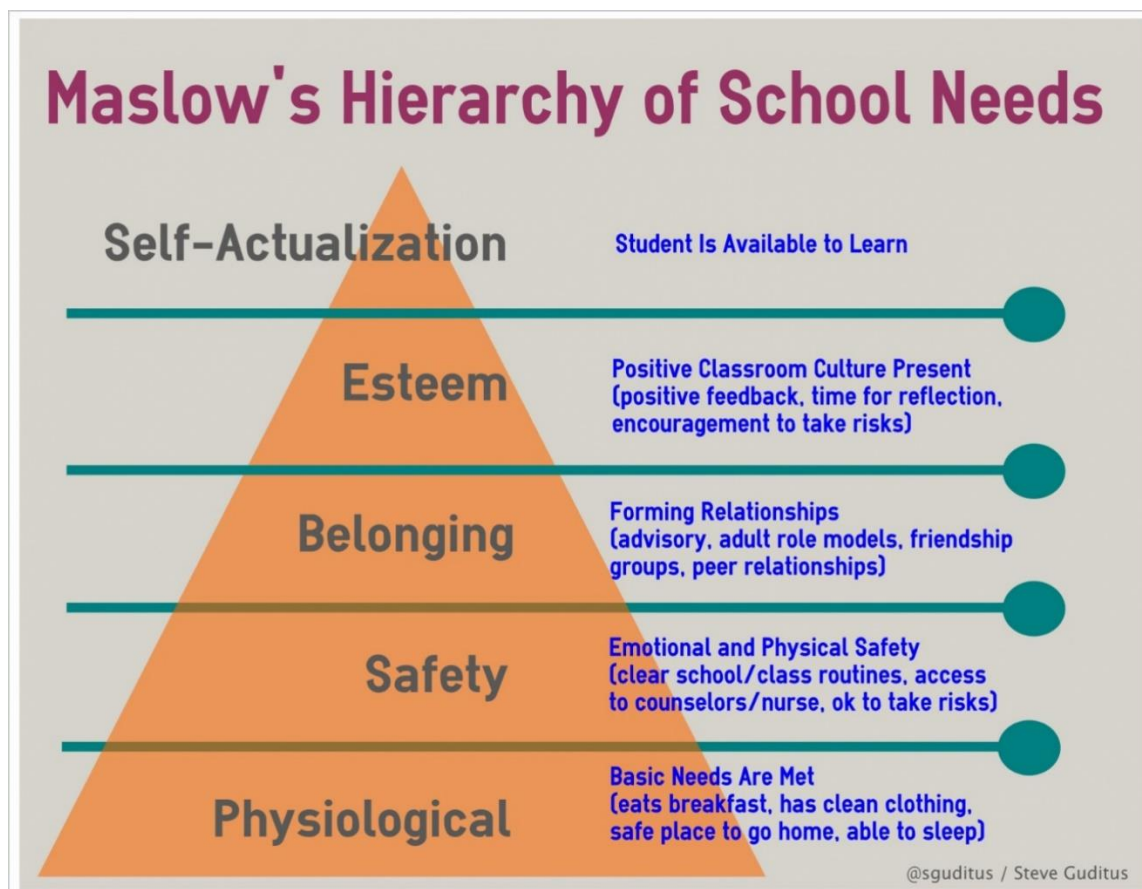 Maslow's Hierarchy of School Needs
Self-Actualization
Student Is Available to Learn
Esteem
Positive Classroom Culture Present
(positive feedback, time for reflection,
encouragement to take risks)
Belonging
Forming Relationships
(advisory, adult role models, friendship
groups, peer relationships)
Safety
Emotional and Physical Safety
(clear school/class routines, access
to counselors/nurse, ok to take risks)
Physiological
Basic Needs Are Met
(eats breakfast, has clean clothing,
safe place to go home, able to sleep)
@sguditus / Steve Guditus